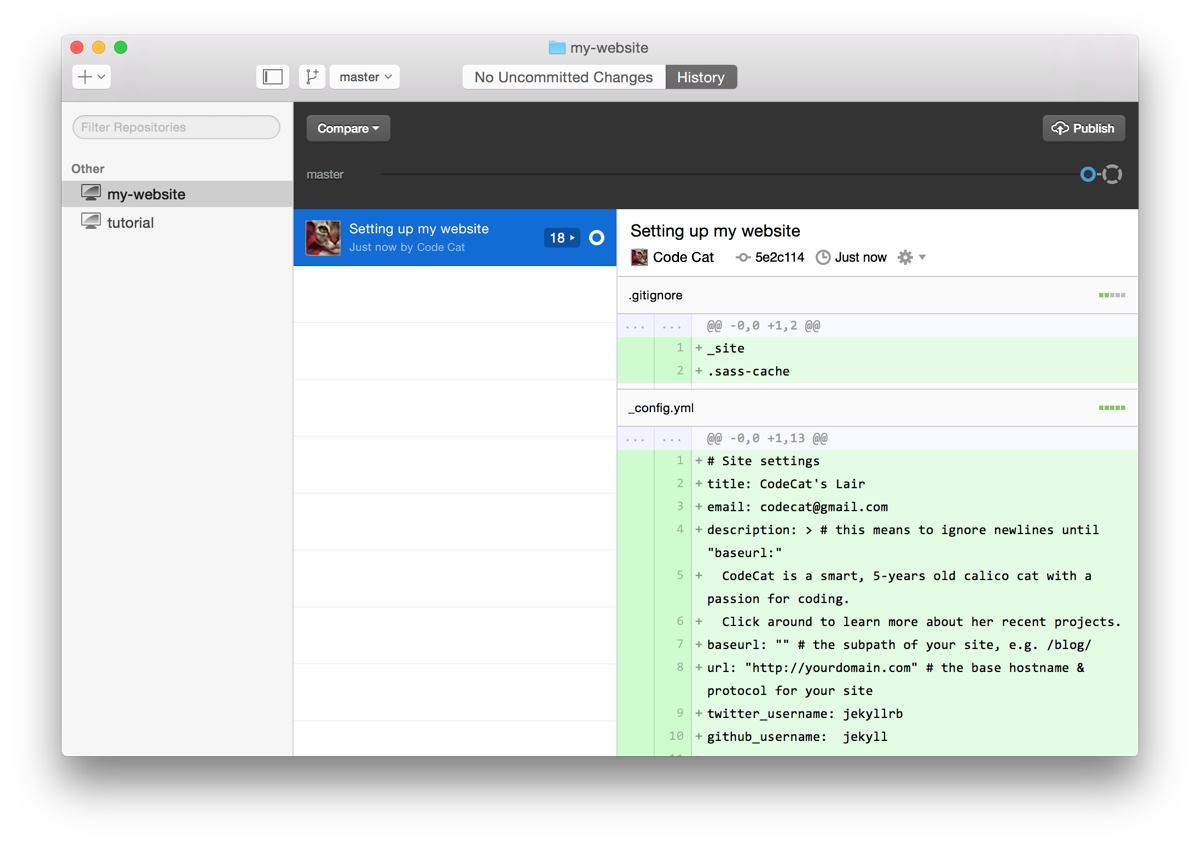 my-website
master
No Uncommitted Changes
History
Filter Repositories
Other
my-website
tutorial
Compare
Publish
master
Setting up my website
Just now by Code Cat
18
Setting up my website
Code Cat
5e2c114
Just now
.gitignore
... ... @@ -0,0 +1,2 @@
1 + _site
2 + .sass-cache
_config.yml
... ... @@ -0,0 +1,13 @@
1 + # Site settings
2 + title: CodeCat's Lair
3 + email: codecat@gmail.com
4 + description: > # this means to ignore newlines until
"baseurl:"
5 + CodeCat is a smart, 5-years old calico cat with a
passion for coding.
6 + Click around to learn more about her recent projects.
7 + baseurl: "" # the subpath of your site, e.g. /blog/
8 + url: "http://yourdomain.com" # the base hostname &
protocol for your site
9 + twitter_username: jekyllrb
10 + github_username:  jekyll